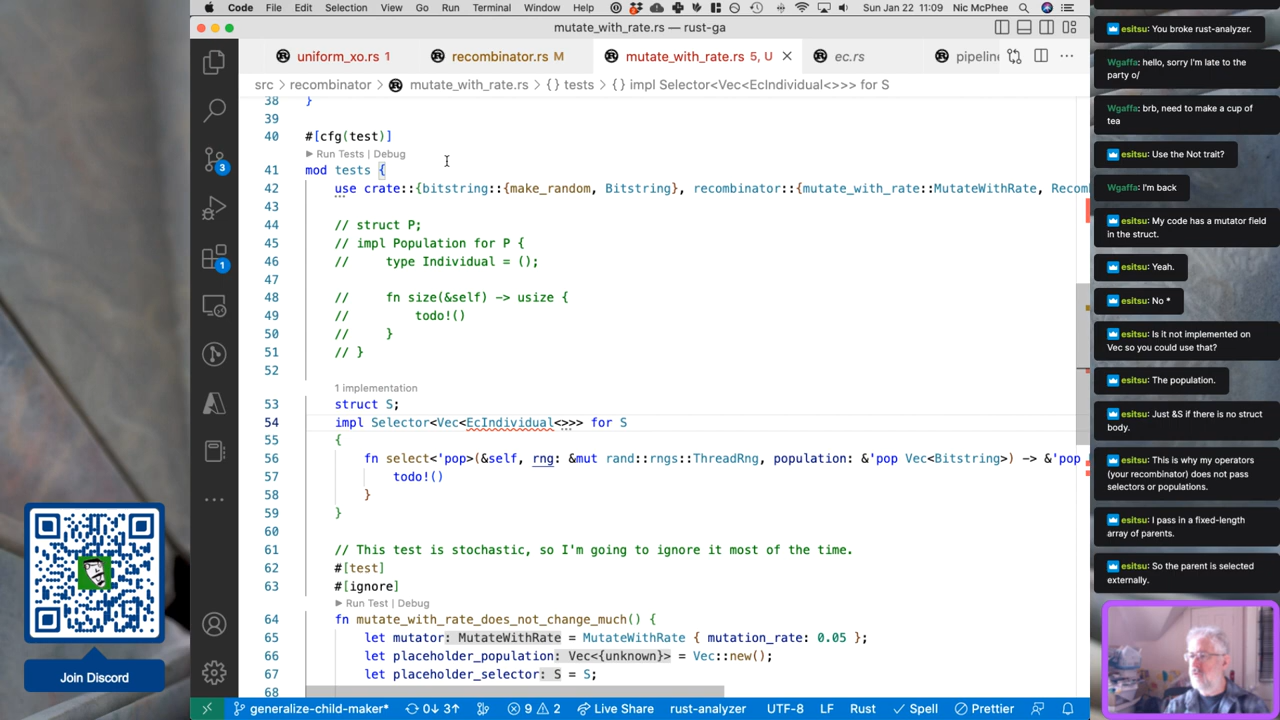 Code File Edit Selection View Go Run Terminal Window Help Sun Jan 22 11:09 Nic McPhee
mutate_with_rate.rs — rust-ga
uniform_xo.rs 1 recombinator.rs M mutate_with_rate.rs 5, U ec.rs pipeline
src > recombinator > mutate_with_rate.rs > { } tests > { } impl Selector<Vec<EcIndividual<>>> for S
38 }
39
40 #[cfg(test)]
Run Tests | Debug
41 mod tests {
42 use crate::{bitstring::{make_random, Bitstring}, recombinator::{mutate_with_rate::MutateWithRate, Recom
43
44 // struct P;
45 // impl Population for P {
46 // type Individual = ();
47
48 // fn size(&self) -> usize {
49 // todo!()
50 // }
51 // }
52
1 implementation
53 struct S;
54 impl Selector<Vec<EcIndividual<>>> for S
55 {
56 fn select<'pop>(&self, rng: &mut rand::rngs::ThreadRng, population: &'pop Vec<Bitstring>) -> &'pop
57 todo!()
58 }
59 }
60
61 // This test is stochastic, so I'm going to ignore it most of the time.
62 #[test]
63 #[ignore]
Run Test | Debug
64 fn mutate_with_rate_does_not_change_much() {
65 let mutator: MutateWithRate = MutateWithRate { mutation_rate: 0.05 };
66 let placeholder_population: Vec<{unknown}> = Vec::new();
67 let placeholder_selector: S = S;
68
3
1
generalize-child-maker* 0↓ 3↑ 9 2 Live Share rust-analyzer UTF-8 LF Rust Spell Prettier
Join Discord
esitsu: You broke rust-analyzer.
Wgaffa: hello, sorry I'm late to the
party o/
Wgaffa: brb, need to make a cup of
tea
esitsu: Use the Not trait?
Wgaffa: I'm back
esitsu: My code has a mutator field
in the struct.
esitsu: Yeah.
esitsu: No *
esitsu: Is it not implemented on
Vec so you could use that?
esitsu: The population.
esitsu: Just &S if there is no struct
body.
esitsu: This is why my operators
(your recombinator) does not pass
selectors or populations.
esitsu: I pass in a fixed-length
array of parents.
esitsu: So the parent is selected
externally.